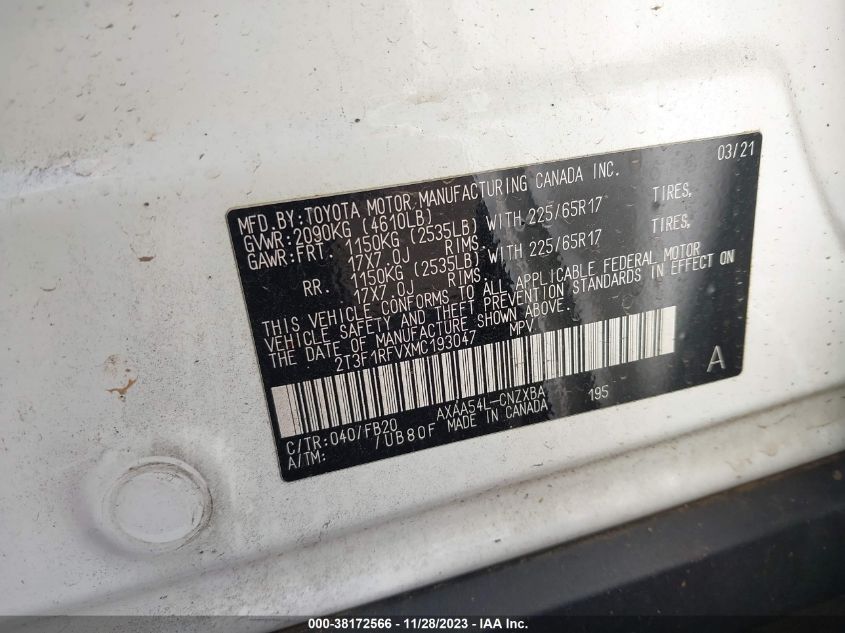 03/21
MFD.BY:TOYOTA MOTOR MANUFACTURING CANADA INC.
GVWR:2090KG (4610LB)
GAWR:FRT. 1150KG (2535LB) WITH 225/65R17 TIRES,
17X7.0J RIMS.
RR. 1150KG (2535LB) WITH 225/65R17 TIRES,
17X7.0J RIMS.
THIS VEHICLE CONFORMS TO ALL APPLICABLE FEDERAL MOTOR
VEHICLE SAFETY AND THEFT PREVENTION STANDARDS IN EFFECT ON
THE DATE OF MANUFACTURE SHOWN ABOVE.
2T3F1RFVXMC193047 MPV
A
C/TR:040/FB20 AXAA54L-CNZXBA 195
A/TM: /UB80F MADE IN CANADA
000-38172566 — 11/28/2023 — IAA Inc.